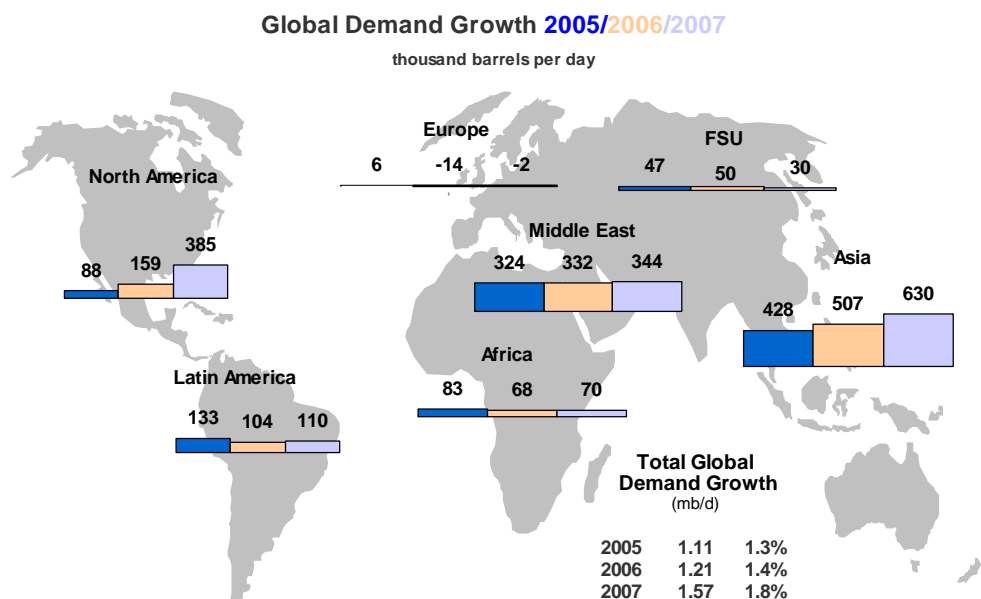 Global Demand Growth 2005/2006/2007
thousand barrels per day
Europe
6 -14 -2
FSU
47 50 30
North America
88 159 385
Middle East
324 332 344
Asia
428 507 630
Africa
83 68 70
Latin America
133 104 110
Total Global
Demand Growth
(mb/d)
2005 1.11 1.3%
2006 1.21 1.4%
2007 1.57 1.8%